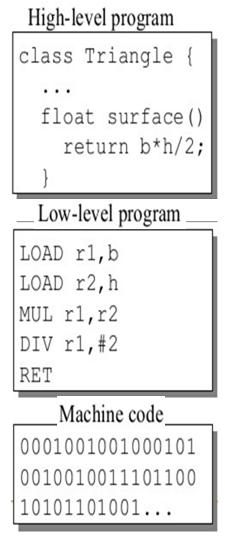 High-level program
class Triangle {
...
float surface()
return b*h/2;
}
Low-level program
LOAD r1,b
LOAD r2,h
MUL r1,r2
DIV r1,#2
RET
Machine code
0001001001000101
0010010011101100
10101101001...